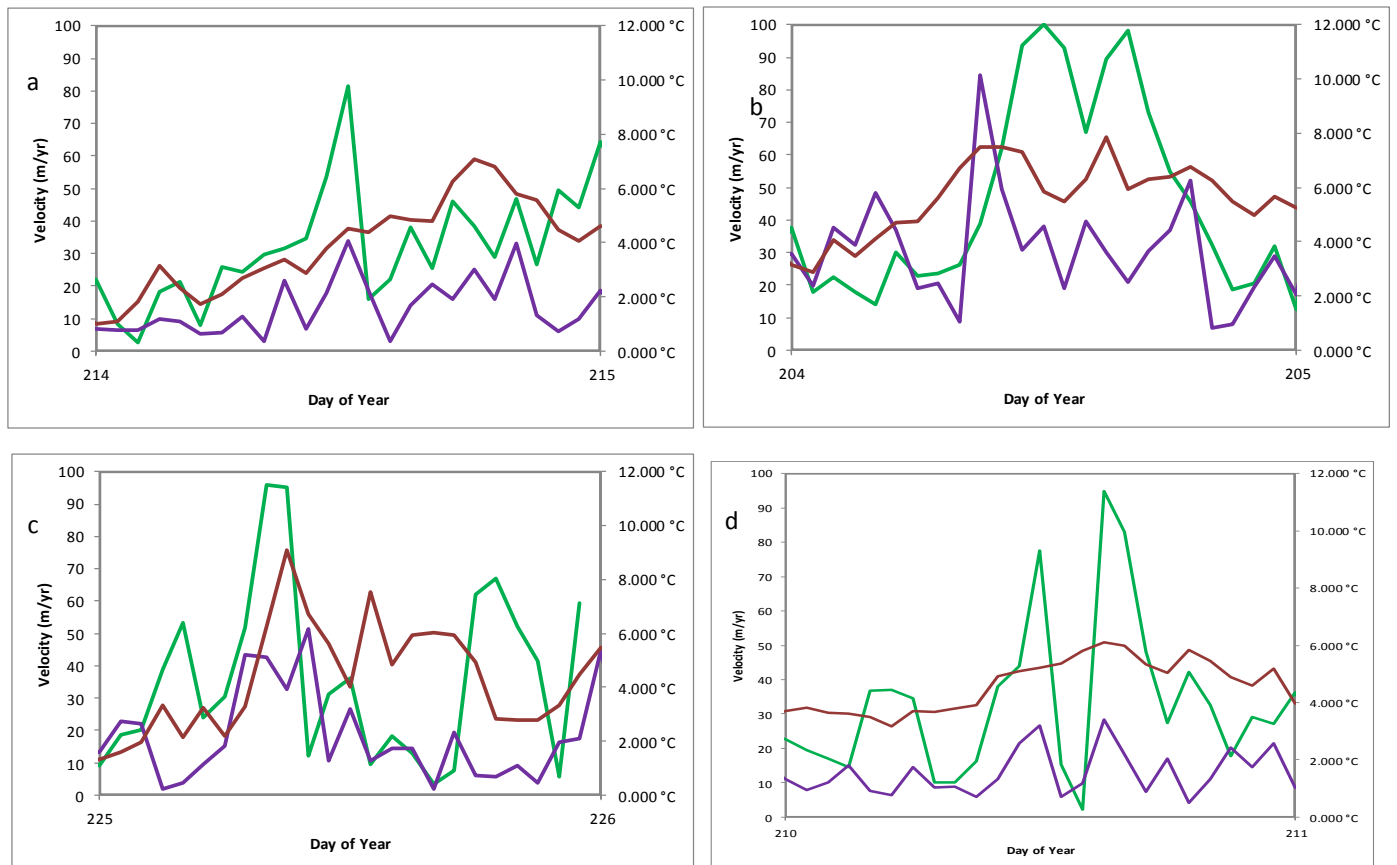 a
Velocity (m/yr)
100
90
80
70
60
50
40
30
20
10
0
12.000 °C
10.000 °C
8.000 °C
6.000 °C
4.000 °C
2.000 °C
0.000 °C
214
215
Day of Year
b
Velocity (m/yr)
100
90
80
70
60
50
40
30
20
10
0
12.000 °C
10.000 °C
8.000 °C
6.000 °C
4.000 °C
2.000 °C
0.000 °C
204
205
Day of Year
c
Velocity (m/yr)
100
90
80
70
60
50
40
30
20
10
0
12.000 °C
10.000 °C
8.000 °C
6.000 °C
4.000 °C
2.000 °C
0.000 °C
225
226
Day of Year
d
Velocity (m/yr)
100
90
80
70
60
50
40
30
20
10
0
12.000 °C
10.000 °C
8.000 °C
6.000 °C
4.000 °C
2.000 °C
0.000 °C
210
211
Day of Year